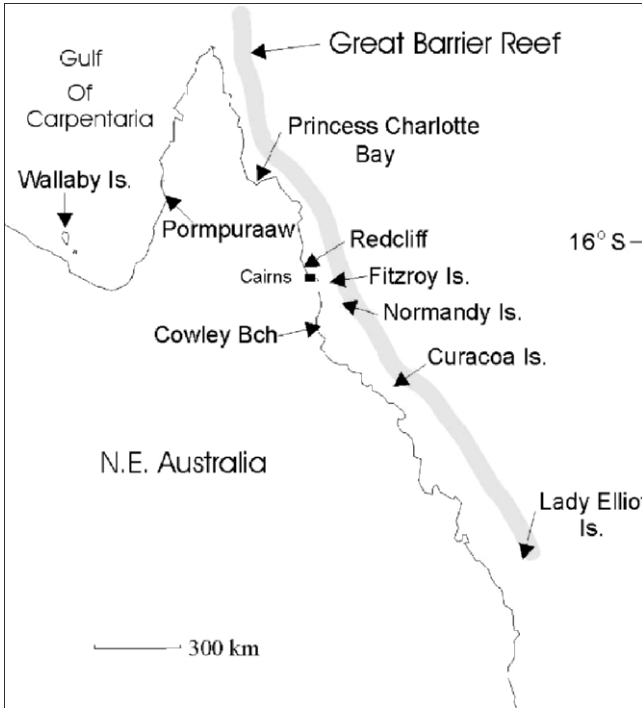 Great Barrier Reef
Gulf
Of
Carpentaria
Princess Charlotte
Bay
Wallaby Is.
Pormpuraaw
Redcliff
16° S
Cairns
Fitzroy Is.
Normandy Is.
Cowley Bch
Curacoa Is.
N.E. Australia
Lady Elliot
Is.
300 km